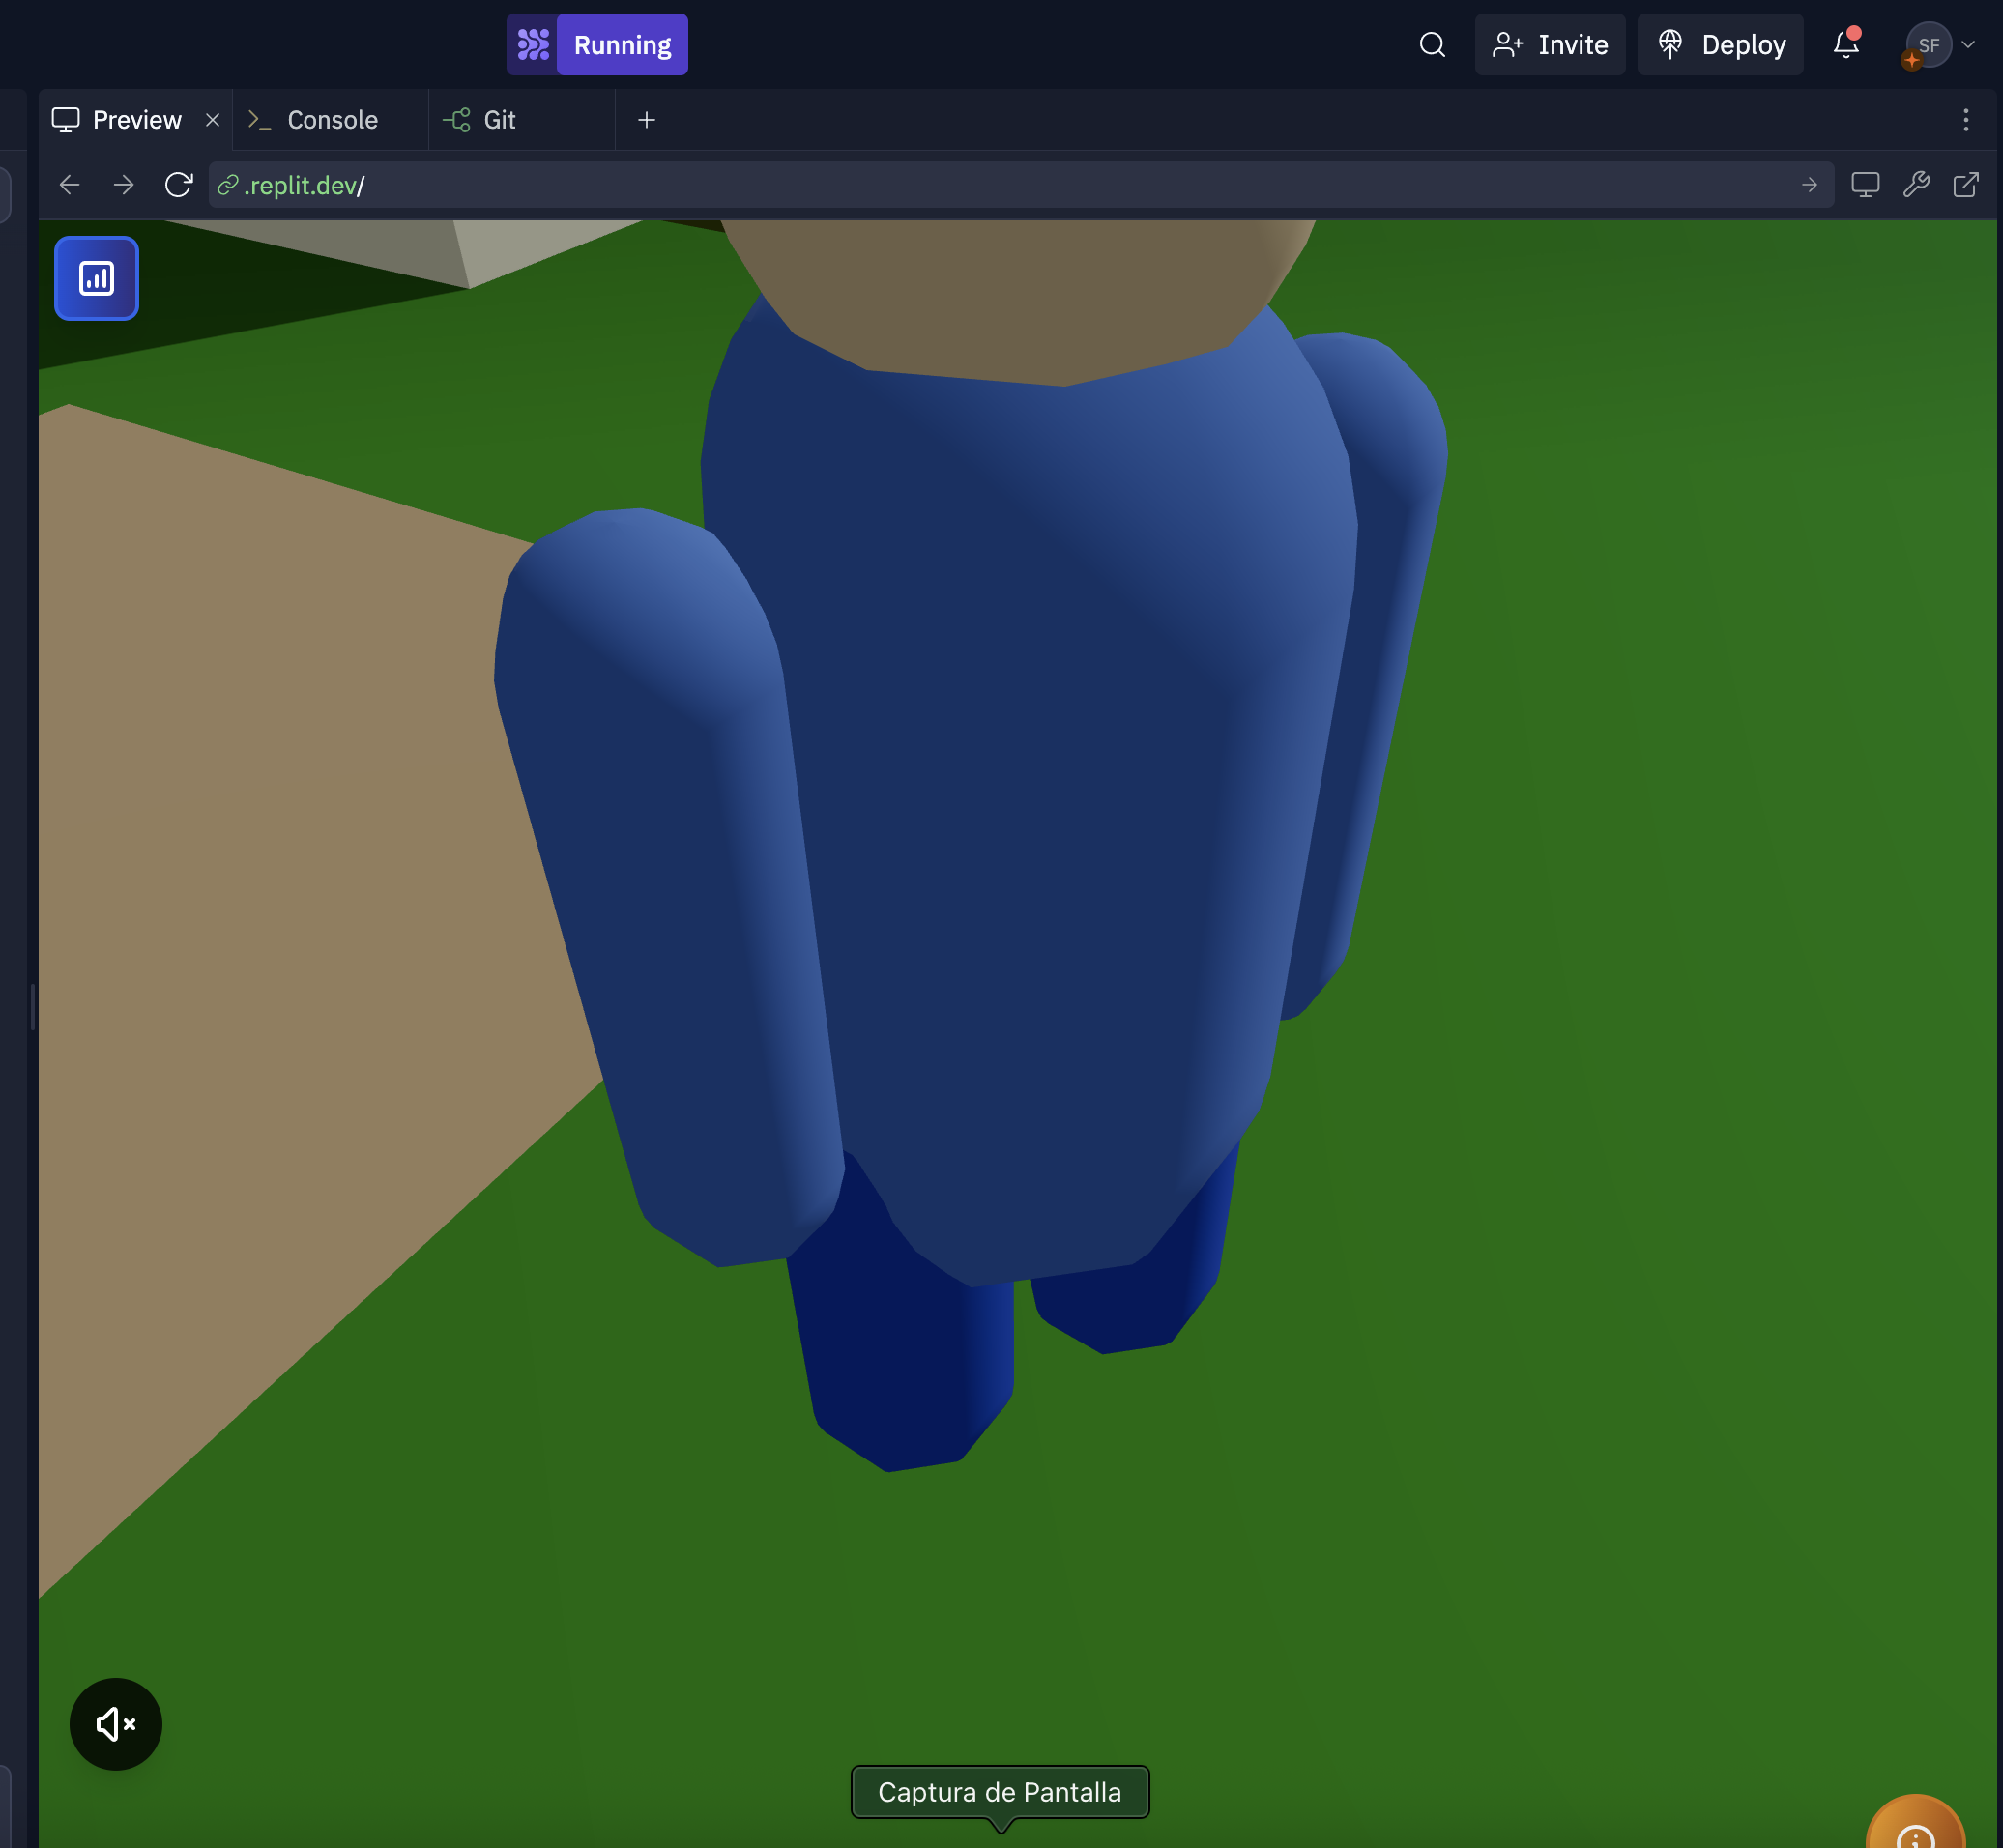 Running
Invite
Deploy
SF
Preview
Console
Git
.replit.dev/
Captura de Pantalla